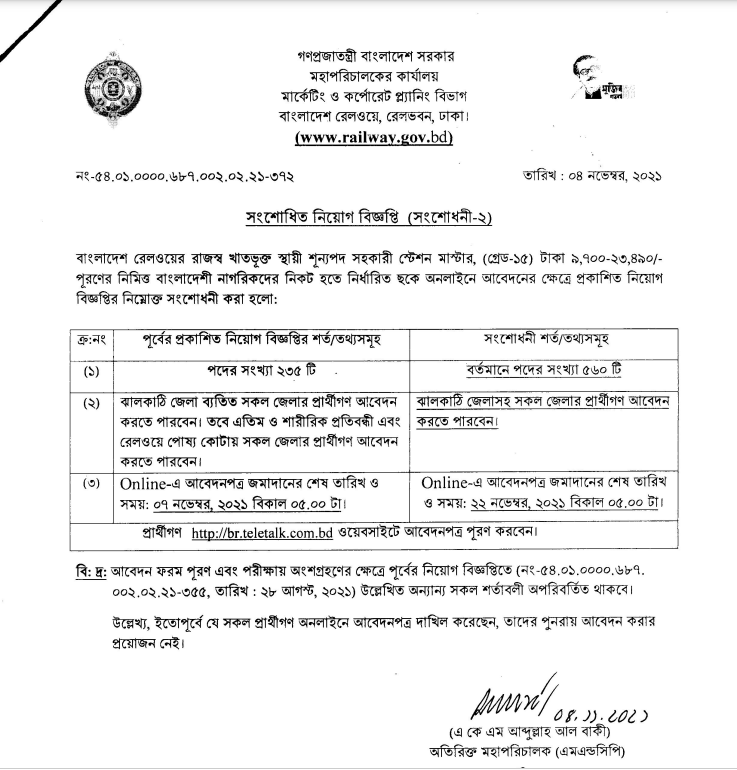 গণপ্রজাতন্ত্রী বাংলাদেশ সরকার
মহাপরিচালকের কার্যালয়
মার্কেটিং ও কর্পোরেট প্ল্যানিং বিভাগ
বাংলাদেশ রেলওয়ে, রেলভবন, ঢাকা।
(www.railway.gov.bd)
মুজিব
নং-৫৪.০১.০০০০.৬৮৭.০০২.০২.২১-৩৭২
তারিখ : ০৪ নভেম্বর, ২০২১
সংশোধিত নিয়োগ বিজ্ঞপ্তি (সংশোধনী-২)
বাংলাদেশ রেলওয়ের রাজস্ব খাতভূক্ত স্থায়ী শূন্যপদ সহকারী স্টেশন মাস্টার, (গ্রেড-১৫) টাকা ৯,৭০০-২৩,৪৯০/-
পূরণের নিমিত্ত বাংলাদেশী নাগরিকদের নিকট হতে নির্ধারিত ছকে অনলাইনে আবেদনের ক্ষেত্রে প্রকাশিত নিয়োগ
বিজ্ঞপ্তির নিম্নোক্ত সংশোধনী করা হলো:
ক্র:নং পূর্বের প্রকাশিত নিয়োগ বিজ্ঞপ্তির শর্ত/তথ্যসমূহ সংশোধনী শর্ত/তথ্যসমূহ
(১) পদের সংখ্যা ২৩৫ টি বর্তমানে পদের সংখ্যা ৫৬০ টি
(২) ঝালকাঠি জেলা ব্যতিত সকল জেলার প্রার্থীগণ আবেদন
করতে পারবেন। তবে এতিম ও শারীরিক প্রতিবন্ধী এবং
রেলওয়ে পোষ্য কোটায় সকল জেলার প্রার্থীগণ আবেদন
করতে পারবেন।
ঝালকাঠি জেলাসহ সকল জেলার প্রার্থীগণ আবেদন
করতে পারবেন।
(৩) Online-এ আবেদনপত্র জমাদানের শেষ তারিখ ও
সময়: ০৭ নভেম্বর, ২০২১ বিকাল ০৫.০০ টা।
Online-এ আবেদনপত্র জমাদানের শেষ তারিখ
ও সময়: ২২ নভেম্বর, ২০২১ বিকাল ০৫.০০ টা।
প্রার্থীগণ http://br.teletalk.com.bd ওয়েবসাইটে আবেদনপত্র পূরণ করবেন।
বি: দ্র: আবেদন ফরম পূরণ এবং পরীক্ষায় অংশগ্রহণের ক্ষেত্রে পূর্বের নিয়োগ বিজ্ঞপ্তিতে (নং-৫৪.০১.০০০০.৬৮৭.
০০২.০২.২১-৩৫৫, তারিখ : ২৮ আগস্ট, ২০২১) উল্লেখিত অন্যান্য সকল শর্তাবলী অপরিবর্তিত থাকবে।
উল্লেখ্য, ইতোপূর্বে যে সকল প্রার্থীগণ অনলাইনে আবেদনপত্র দাখিল করেছেন, তাদের পুনরায় আবেদন করার
প্রয়োজন নেই।
০৪.১১.২০২১
(এ কে এম আব্দুল্লাহ আল বাকী)
অতিরিক্ত মহাপরিচালক (এমএন্ডসিপি)